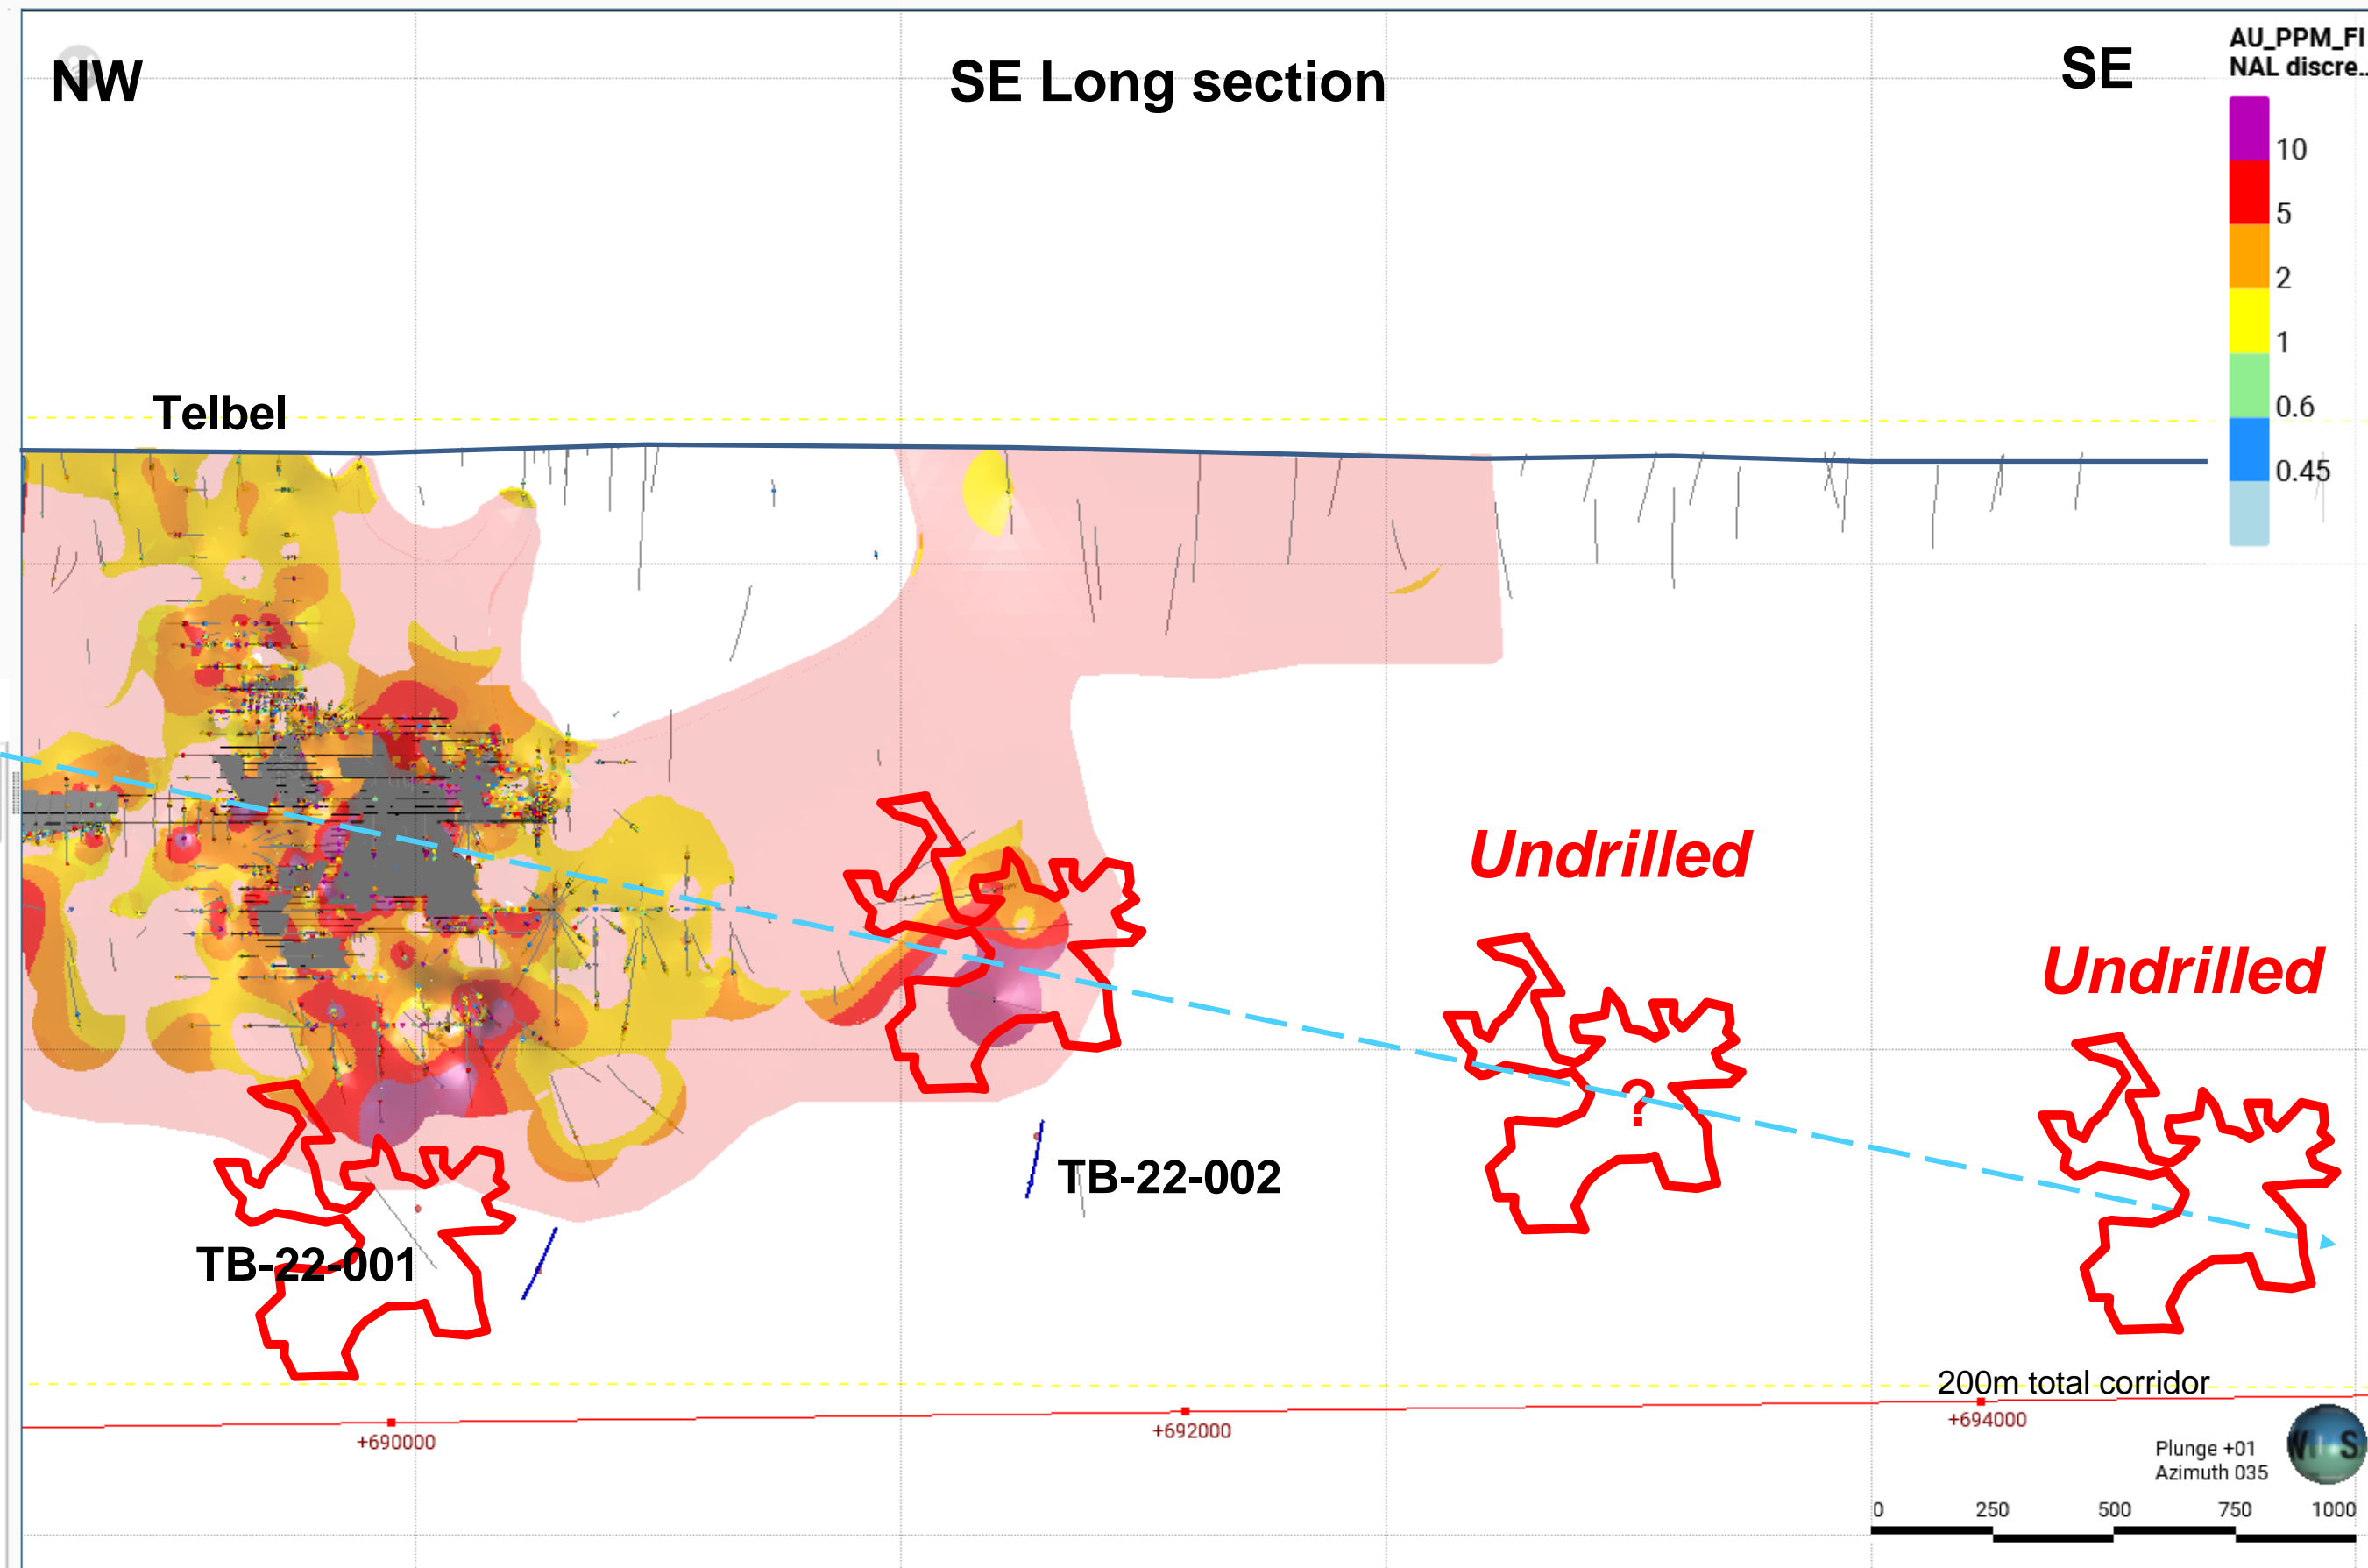 NW
SE Long section
SE
AU_PPM_FI
NAL discre..
10
5
2
1
0.6
0.45
Telbel
Undrilled
Undrilled
?
TB-22-002
TB-22-001
200m total corridor
+690000
+692000
+694000
Plunge +01
Azimuth 035
W S
0 250 500 750 1000